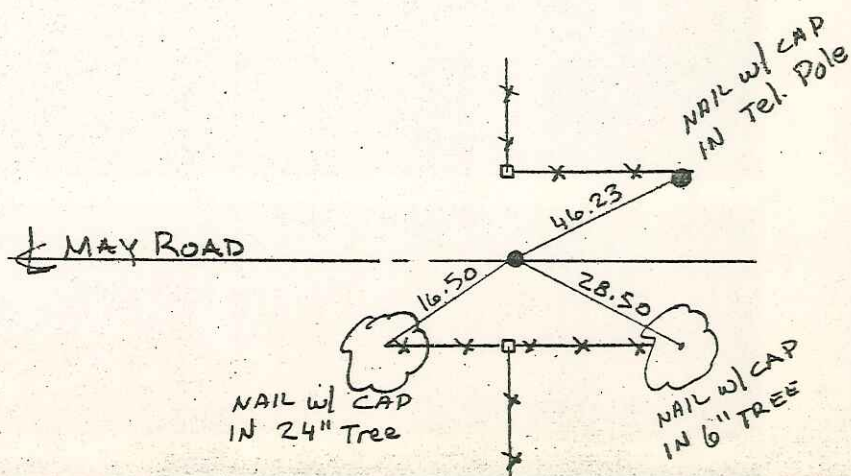 NAIL w/ CAP
IN Tel. Pole
46.23
℄ MAY ROAD
16.50
28.50
NAIL w/ CAP
IN 24" Tree
NAIL w/ CAP
IN 6" TREE